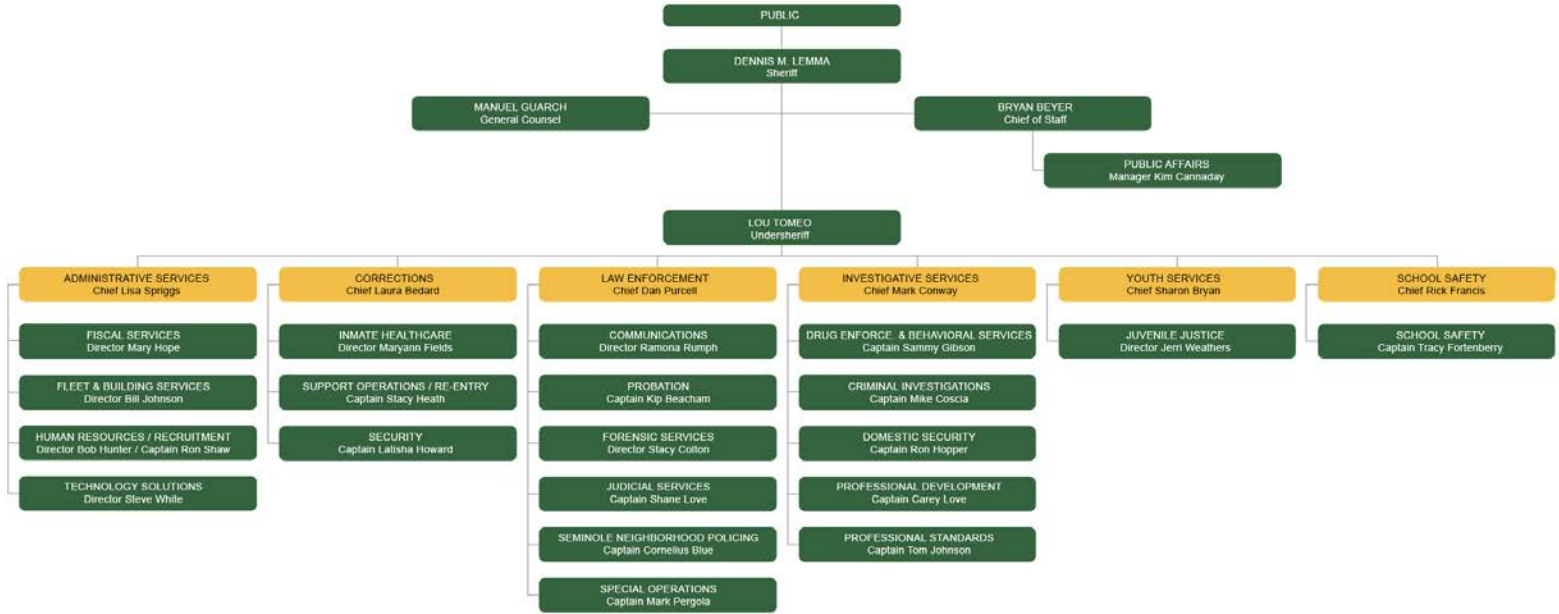 PUBLIC
DENNIS M. LEMMA
Sheriff
MANUEL GUARCH
General Counsel
BRYAN BEYER
Chief of Staff
PUBLIC AFFAIRS
Manager Kim Cannaday
LOU TOMEO
Undersheriff
ADMINISTRATIVE SERVICES
Chief Lisa Spriggs
FISCAL SERVICES
Director Mary Hope
FLEET & BUILDING SERVICES
Director Bill Johnson
HUMAN RESOURCES / RECRUITMENT
Director Bob Hunter / Captain Ron Shaw
TECHNOLOGY SOLUTIONS
Director Steve White
CORRECTIONS
Chief Laura Bedard
INMATE HEALTHCARE
Director Maryann Fields
SUPPORT OPERATIONS / RE-ENTRY
Captain Stacy Heath
SECURITY
Captain Latisha Howard
LAW ENFORCEMENT
Chief Dan Purcell
COMMUNICATIONS
Director Ramona Rumph
PROBATION
Captain Kip Beacham
FORENSIC SERVICES
Director Stacy Colton
JUDICIAL SERVICES
Captain Shane Love
SEMINOLE NEIGHBORHOOD POLICING
Captain Cornelius Blue
SPECIAL OPERATIONS
Captain Mark Pergola
INVESTIGATIVE SERVICES
Chief Mark Conway
DRUG ENFORCE. & BEHAVIORAL SERVICES
Captain Sammy Gibson
CRIMINAL INVESTIGATIONS
Captain Mike Coscia
DOMESTIC SECURITY
Captain Ron Hopper
PROFESSIONAL DEVELOPMENT
Captain Carey Love
PROFESSIONAL STANDARDS
Captain Tom Johnson
YOUTH SERVICES
Chief Sharon Bryan
JUVENILE JUSTICE
Director Jerri Weathers
SCHOOL SAFETY
Chief Rick Francis
SCHOOL SAFETY
Captain Tracy Fortenberry